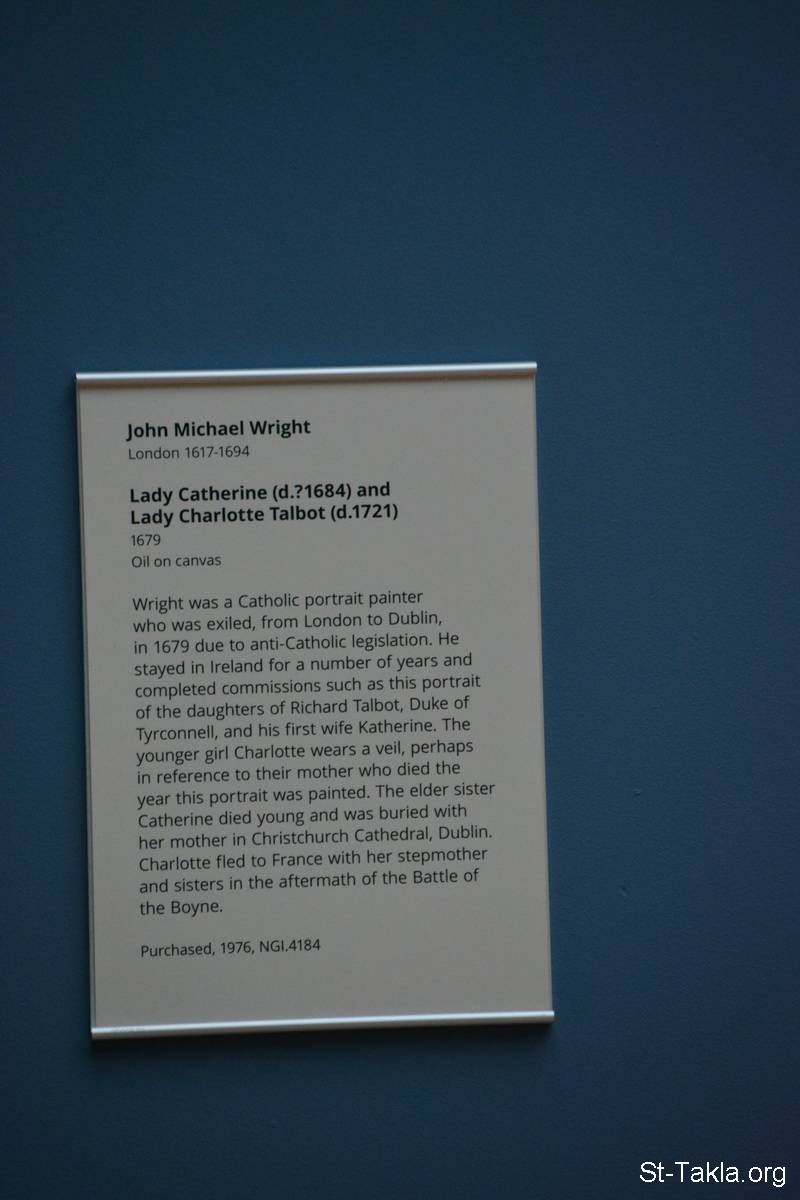 John Michael Wright
London 1617-1694
Lady Catherine (d.?1684) and
Lady Charlotte Talbot (d.1721)
1679
Oil on canvas
Wright was a Catholic portrait painter
who was exiled, from London to Dublin,
in 1679 due to anti-Catholic legislation. He
stayed in Ireland for a number of years and
completed commissions such as this portrait
of the daughters of Richard Talbot, Duke of
Tyrconnell, and his first wife Katherine. The
younger girl Charlotte wears a veil, perhaps
in reference to their mother who died the
year this portrait was painted. The elder sister
Catherine died young and was buried with
her mother in Christchurch Cathedral, Dublin.
Charlotte fled to France with her stepmother
and sisters in the aftermath of the Battle of
the Boyne.
Purchased, 1976, NGI.4184
St-Takla.org